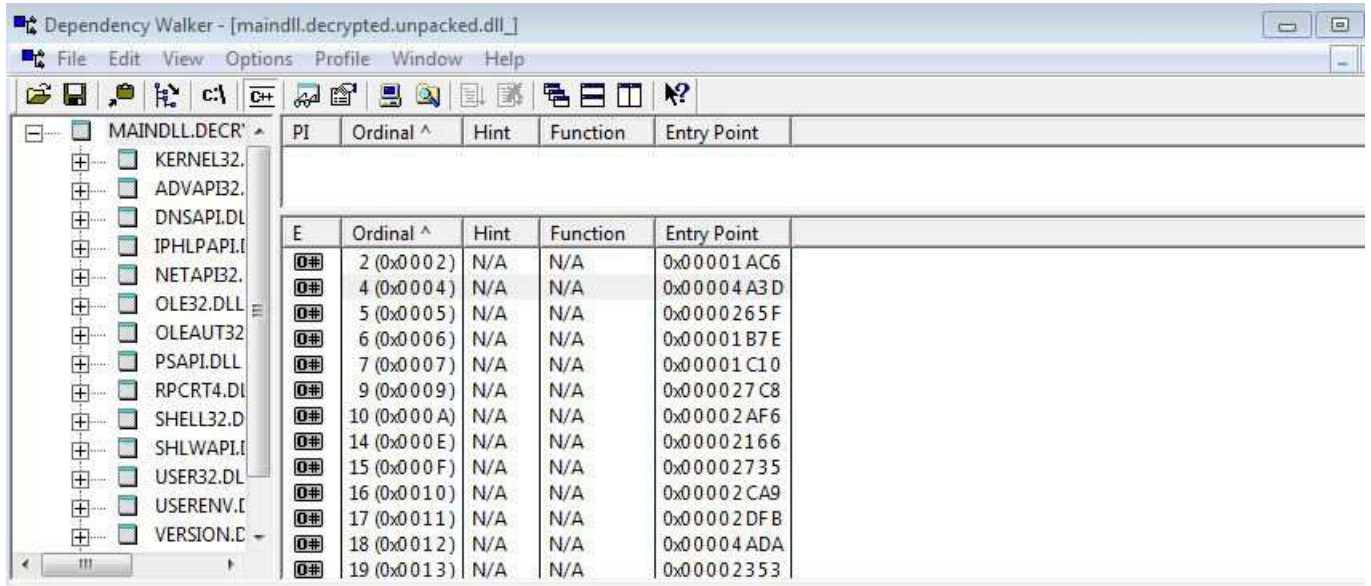 Dependency Walker - [maindll.decrypted.unpacked.dll_]
File Edit View Options Profile Window Help
C:\ C++
MAINDLL.DECR
KERNEL32.
ADVAPI32.
DNSAPI.DL
IPHLPAPI.
NETAPI32.
OLE32.DLL
OLEAUT32
PSAPI.DLL
RPCRT4.DL
SHELL32.D
SHLWAPI.
USER32.DL
USERENV.
VERSION.D
PI Ordinal ^ Hint Function Entry Point
E Ordinal ^ Hint Function Entry Point
O# 2 (0x0002) N/A N/A 0x00001AC6
O# 4 (0x0004) N/A N/A 0x00004A3D
O# 5 (0x0005) N/A N/A 0x0000265F
O# 6 (0x0006) N/A N/A 0x00001B7E
O# 7 (0x0007) N/A N/A 0x00001C10
O# 9 (0x0009) N/A N/A 0x000027C8
O# 10 (0x000A) N/A N/A 0x00002AF6
O# 14 (0x000E) N/A N/A 0x00002166
O# 15 (0x000F) N/A N/A 0x00002735
O# 16 (0x0010) N/A N/A 0x00002CA9
O# 17 (0x0011) N/A N/A 0x00002DFB
O# 18 (0x0012) N/A N/A 0x00004ADA
O# 19 (0x0013) N/A N/A 0x00002353